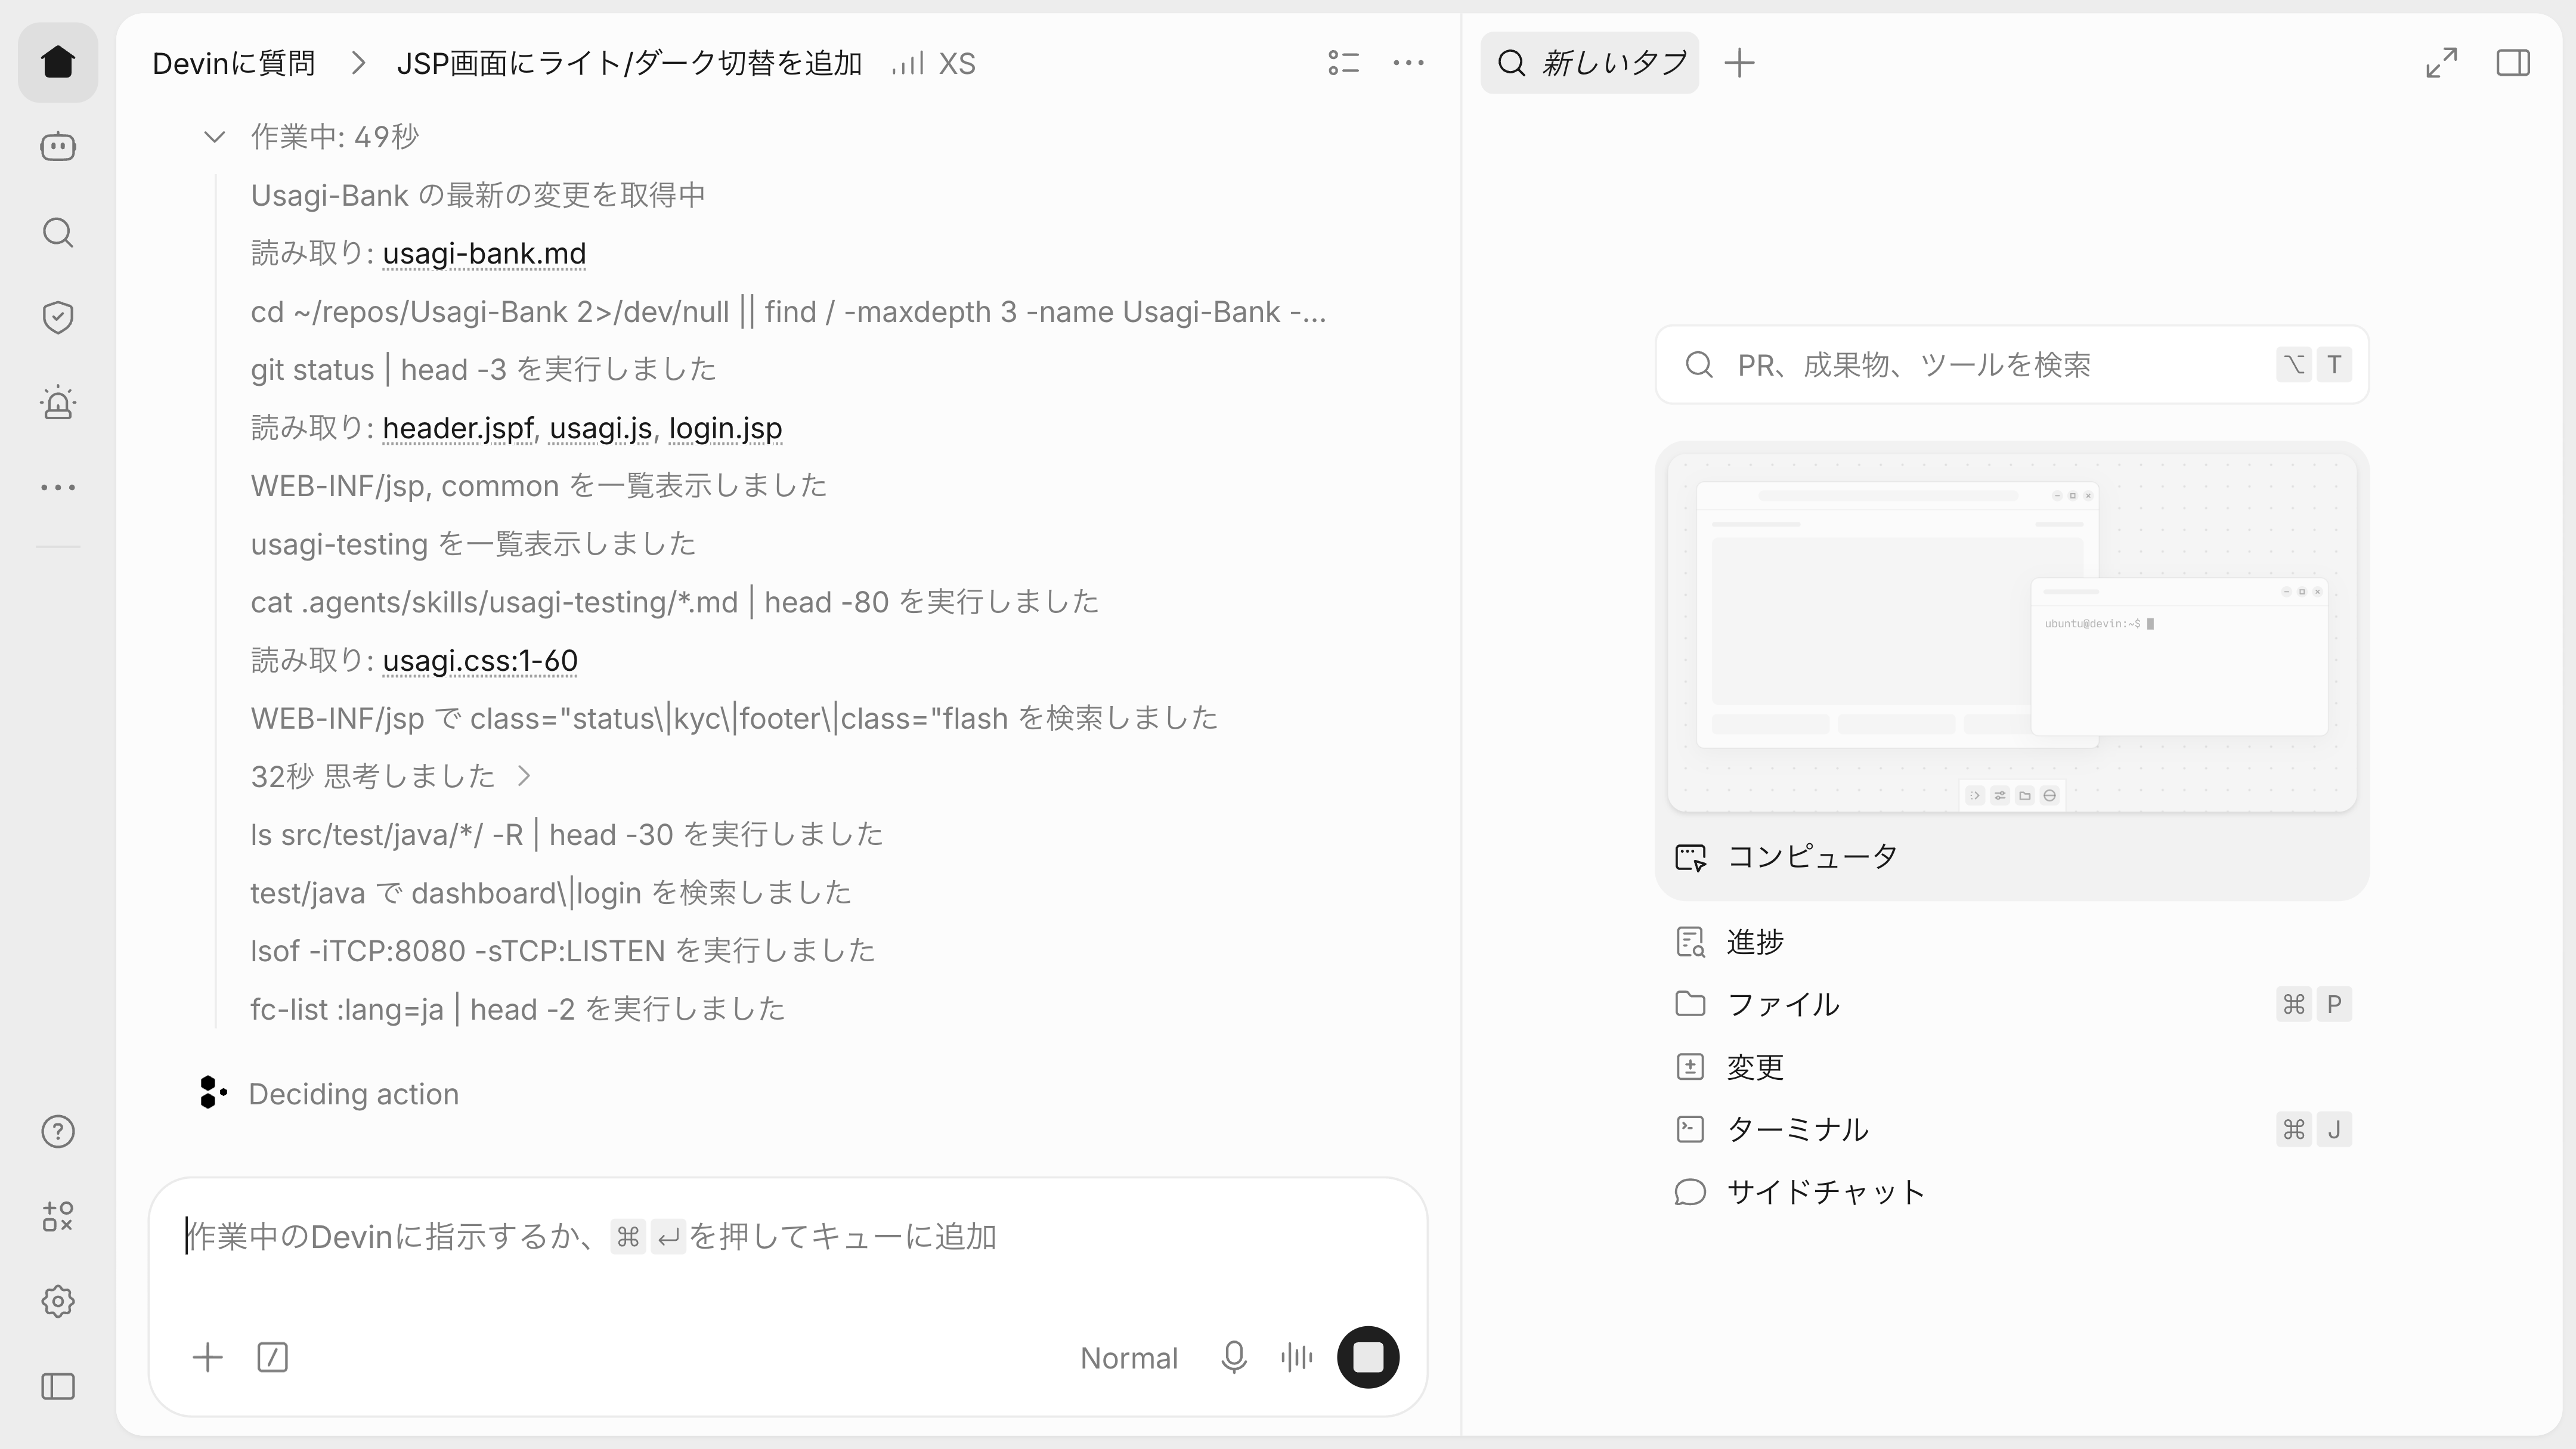 Devinに質問 > JSP画面にライト/ダーク切替を追加 XS
作業中: 49秒
Usagi-Bank の最新の変更を取得中
読み取り: usagi-bank.md
cd ~/repos/Usagi-Bank 2>/dev/null || find / -maxdepth 3 -name Usagi-Bank -...
git status | head -3 を実行しました
読み取り: header.jspf, usagi.js, login.jsp
WEB-INF/jsp, common を一覧表示しました
usagi-testing を一覧表示しました
cat .agents/skills/usagi-testing/*.md | head -80 を実行しました
読み取り: usagi.css:1-60
WEB-INF/jsp で class="status\|kyc\|footer\|class="flash を検索しました
32秒 思考しました >
ls src/test/java/*/ -R | head -30 を実行しました
test/java で dashboard\|login を検索しました
lsof -iTCP:8080 -sTCP:LISTEN を実行しました
fc-list :lang=ja | head -2 を実行しました
Deciding action
作業中のDevinに指示するか、⌘ ↵ を押してキューに追加
Normal
新しいタブ
PR、成果物、ツールを検索 ⌥ T
ubuntu@devin:~$
コンピュータ
進捗
ファイル ⌘ P
変更
ターミナル ⌘ J
サイドチャット